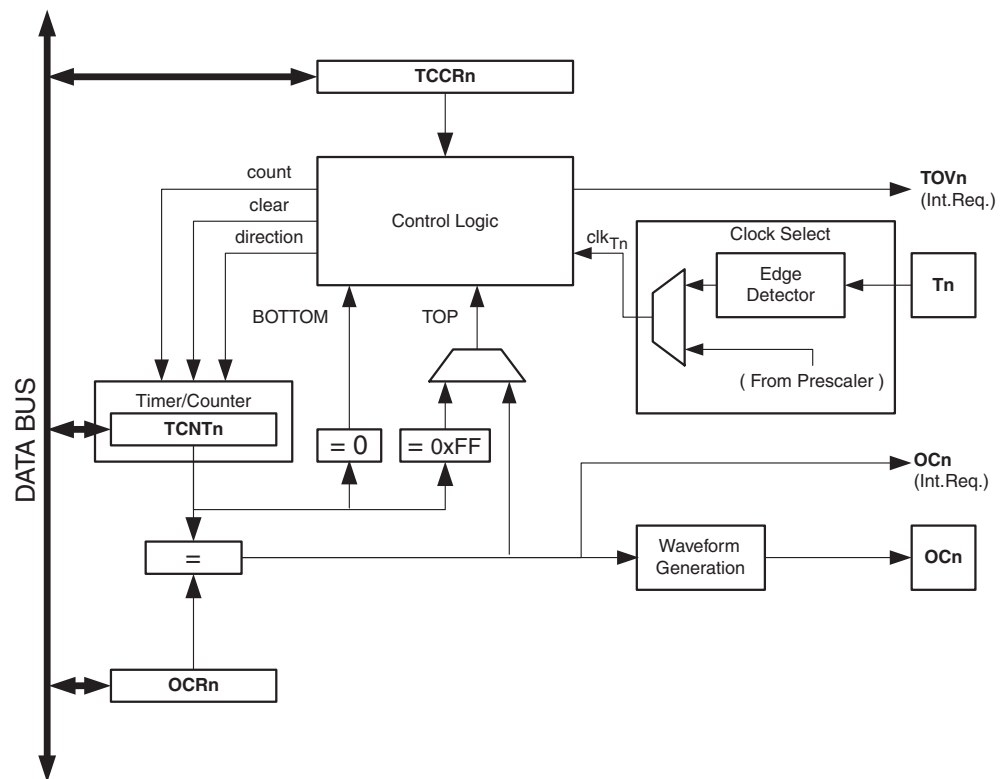 TCCRn
count
clear
direction
Control Logic
TOVn
(Int.Req.)
clkTn
Clock Select
Edge
Detector
Tn
( From Prescaler )
BOTTOM
TOP
Timer/Counter
TCNTn
= 0
= 0xFF
OCn
(Int.Req.)
=
Waveform
Generation
OCn
OCRn
DATA BUS